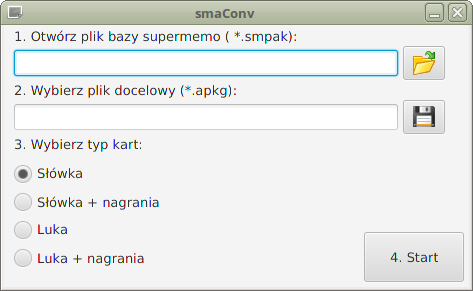 smaConv
1. Otwórz plik bazy supermemo ( *.smpak):
2. Wybierz plik docelowy (*.apkg):
3. Wybierz typ kart:
Słówka
Słówka + nagrania
Luka
Luka + nagrania
4. Start